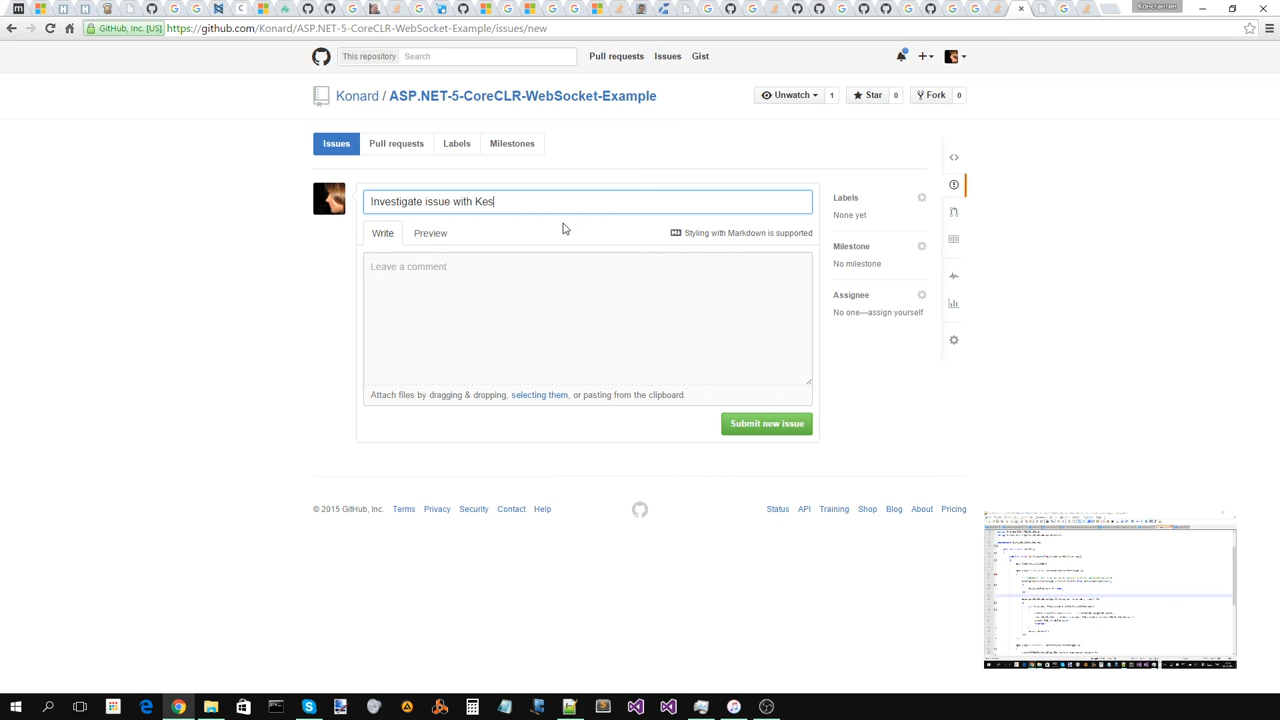 Константин
GitHub, Inc. [US]
https://github.com/Konard/ASP.NET-5-CoreCLR-WebSocket-Example/issues/new
This repository
Search
Pull requests
Issues
Gist
Konard / ASP.NET-5-CoreCLR-WebSocket-Example
Unwatch
1
Star
0
Fork
0
Issues
Pull requests
Labels
Milestones
Investigate issue with Kes
Labels
None yet
Write
Preview
Styling with Markdown is supported
Milestone
No milestone
Leave a comment
Assignee
No one—assign yourself
Attach files by dragging & dropping, selecting them, or pasting from the clipboard.
Submit new issue
© 2015 GitHub, Inc.
Terms
Privacy
Security
Contact
Help
Status
API
Training
Shop
Blog
About
Pricing